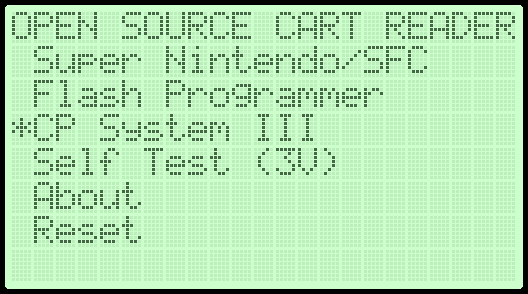 OPEN SOURCE CART READER
Super Nintendo/SFC
Flash Programmer
*CP System III
Self Test (3V)
About
Reset